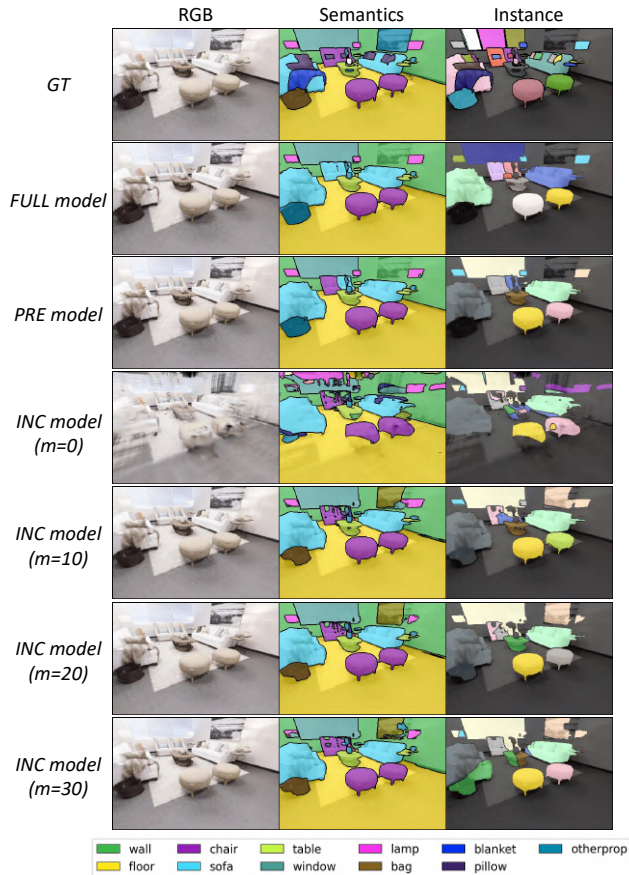 RGB Semantics Instance
GT
FULL model
PRE model
INC model
(m=0)
INC model
(m=10)
INC model
(m=20)
INC model
(m=30)
wall chair table lamp blanket otherprop
floor sofa window bag pillow